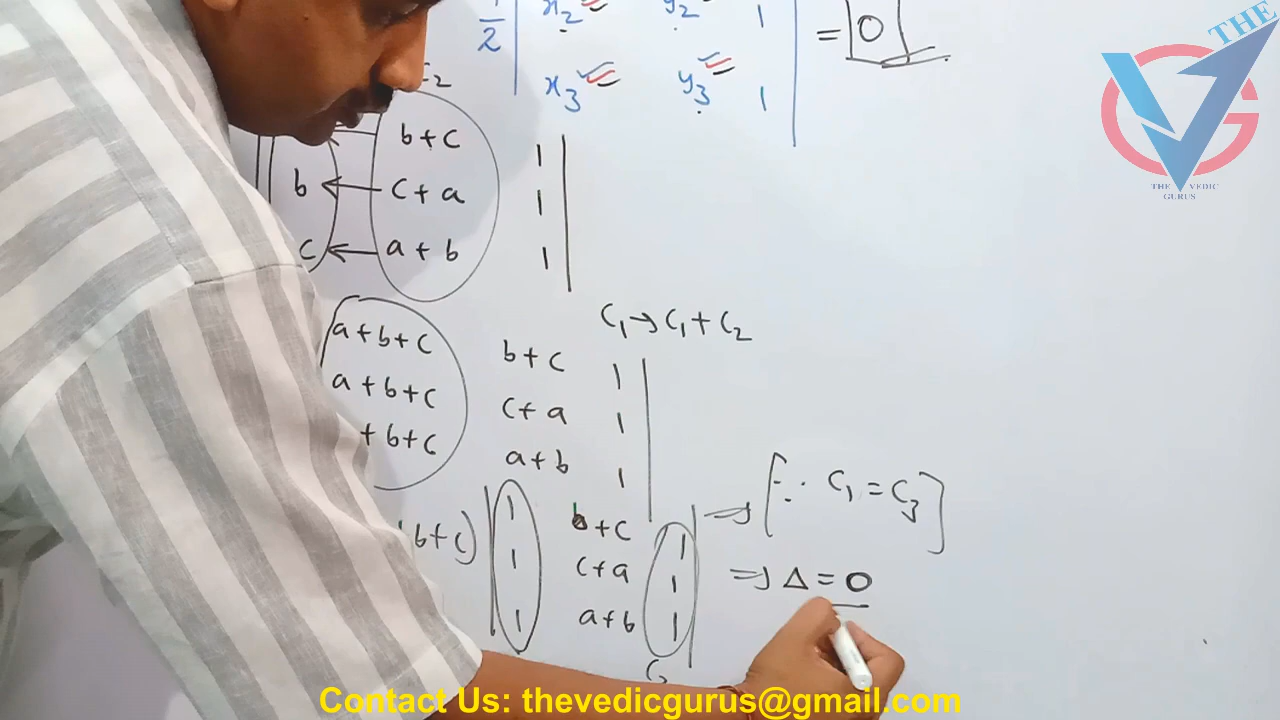 1/2 | x2 y2 1
x3 y3 1 | = 0
b+c 1
b ← c+a 1
c ← a+b 1
C1 → C1 + C2
a+b+c b+c 1
a+b+c c+a 1
+b+c a+b 1
b+c) | 1 b+c 1 | ⇒ [∵ C1 = C3]
1 c+a 1 ⇒ Δ = 0
1 a+b 1
THE
THE VEDIC
GURUS
Contact Us: thevedicgurus@gmail.com